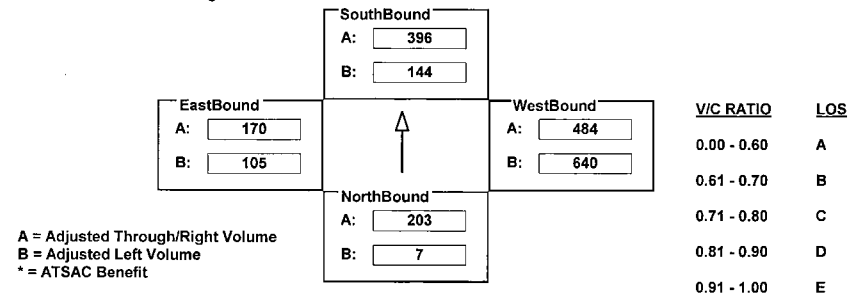 SouthBound
A: 396
B: 144
EastBound
A: 170
B: 105
WestBound
A: 484
B: 640
NorthBound
A: 203
B: 7
A = Adjusted Through/Right Volume
B = Adjusted Left Volume
* = ATSAC Benefit
V/C RATIO LOS
0.00 - 0.60 A
0.61 - 0.70 B
0.71 - 0.80 C
0.81 - 0.90 D
0.91 - 1.00 E